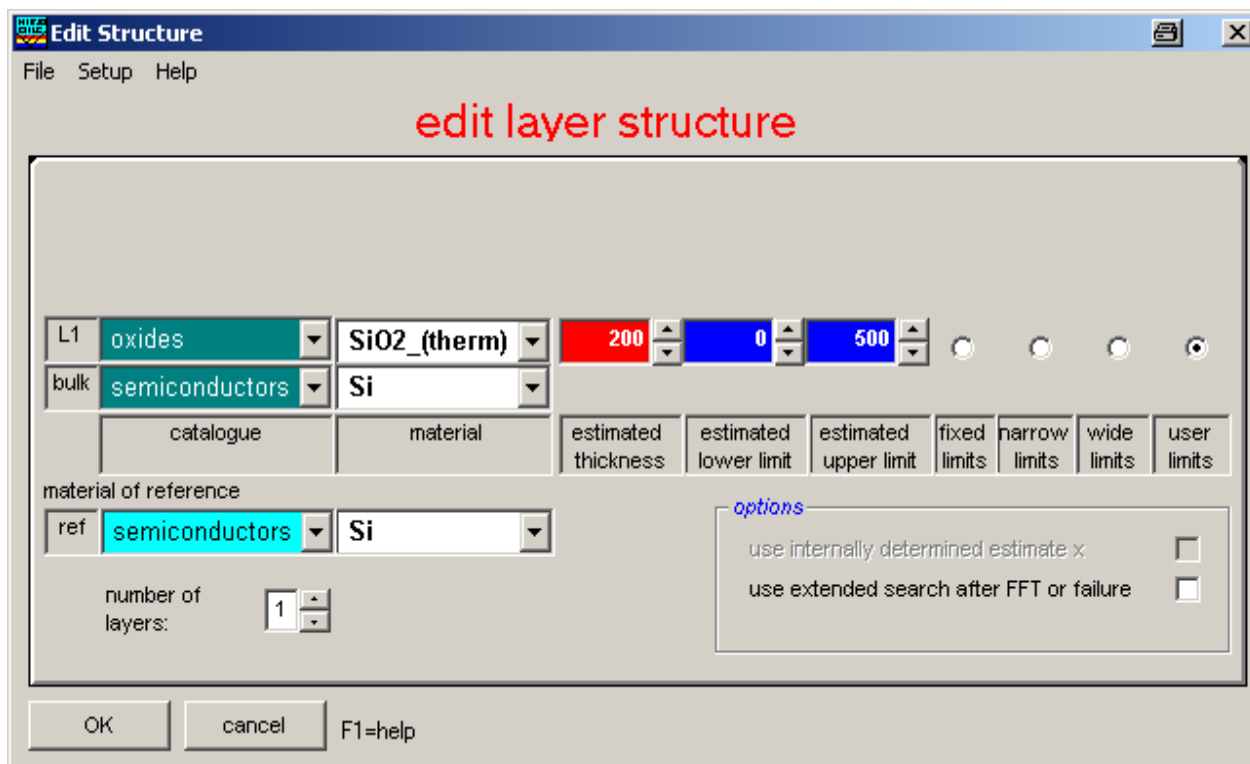 Edit Structure
File Setup Help
edit layer structure
L1 oxides SiO2_(therm) 200 0 500
bulk semiconductors Si
catalogue material estimated thickness estimated lower limit estimated upper limit fixed limits narrow limits wide limits user limits
material of reference
ref semiconductors Si
options
use internally determined estimate x
use extended search after FFT or failure
number of layers: 1
OK cancel F1=help